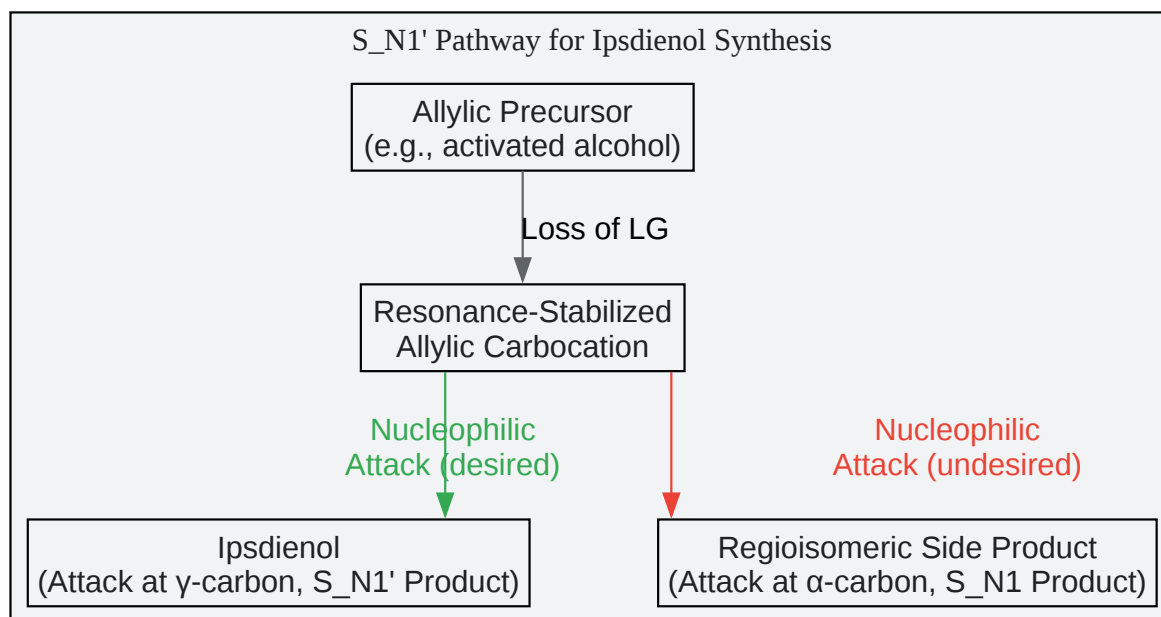 S_N1' Pathway for Ipsdienol Synthesis
Allylic Precursor
(e.g., activated alcohol)
Loss of LG
Resonance-Stabilized
Allylic Carbocation
Nucleophilic
Attack (desired)
Nucleophilic
Attack (undesired)
Ipsdienol
(Attack at γ-carbon, S_N1' Product)
Regioisomeric Side Product
(Attack at α-carbon, S_N1 Product)